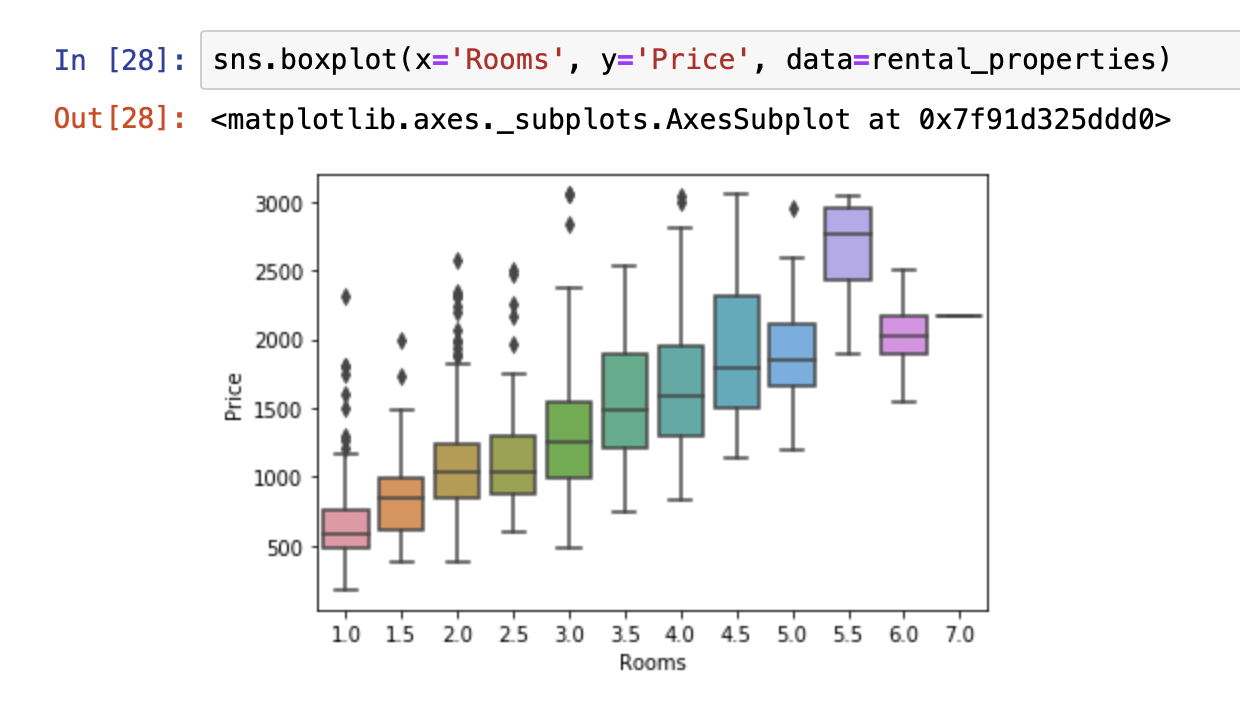 In [28]: sns.boxplot(x='Rooms', y='Price', data=rental_properties)
Out[28]: <matplotlib.axes._subplots.AxesSubplot at 0x7f91d325ddd0>
3000
2500
2000
1500
1000
500
Price
1.0 1.5 2.0 2.5 3.0 3.5 4.0 4.5 5.0 5.5 6.0 7.0
Rooms